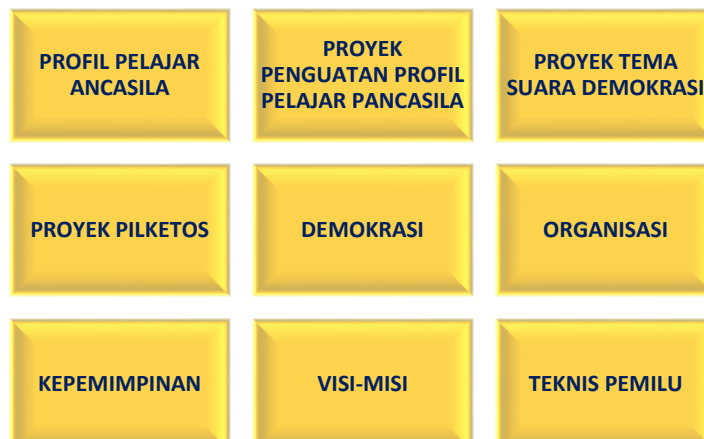 PROFIL PELAJAR
ANCASILA
PROYEK
PENGUATAN PROFIL
PELAJAR PANCASILA
PROYEK TEMA
SUARA DEMOKRASI
PROYEK PILKETOS
DEMOKRASI
ORGANISASI
KEPEMIMPINAN
VISI-MISI
TEKNIS PEMILU